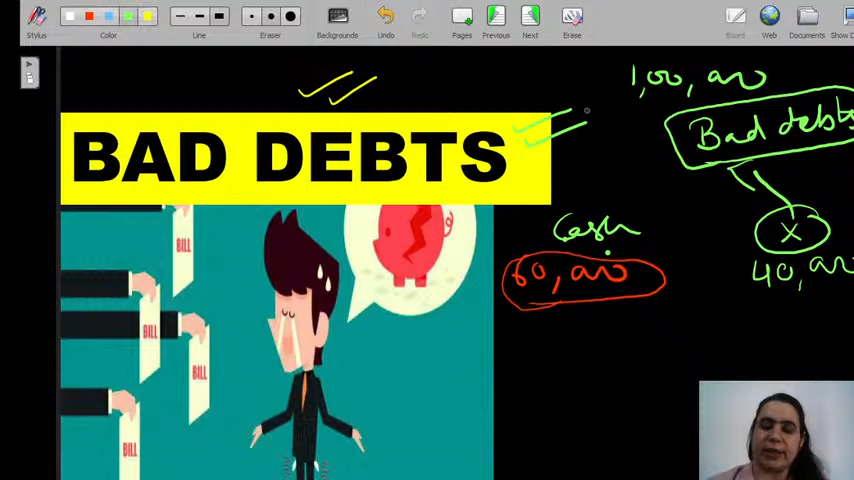 Stylus
Color
Line
Eraser
Backgrounds
Undo
Redo
Pages
Previous
Next
Erase
Board
Web
Documents
Show D
1,00,000
Bad debts
BAD DEBTS
Cash
60,000
X
40,000
BILL
BILL
BILL
BILL